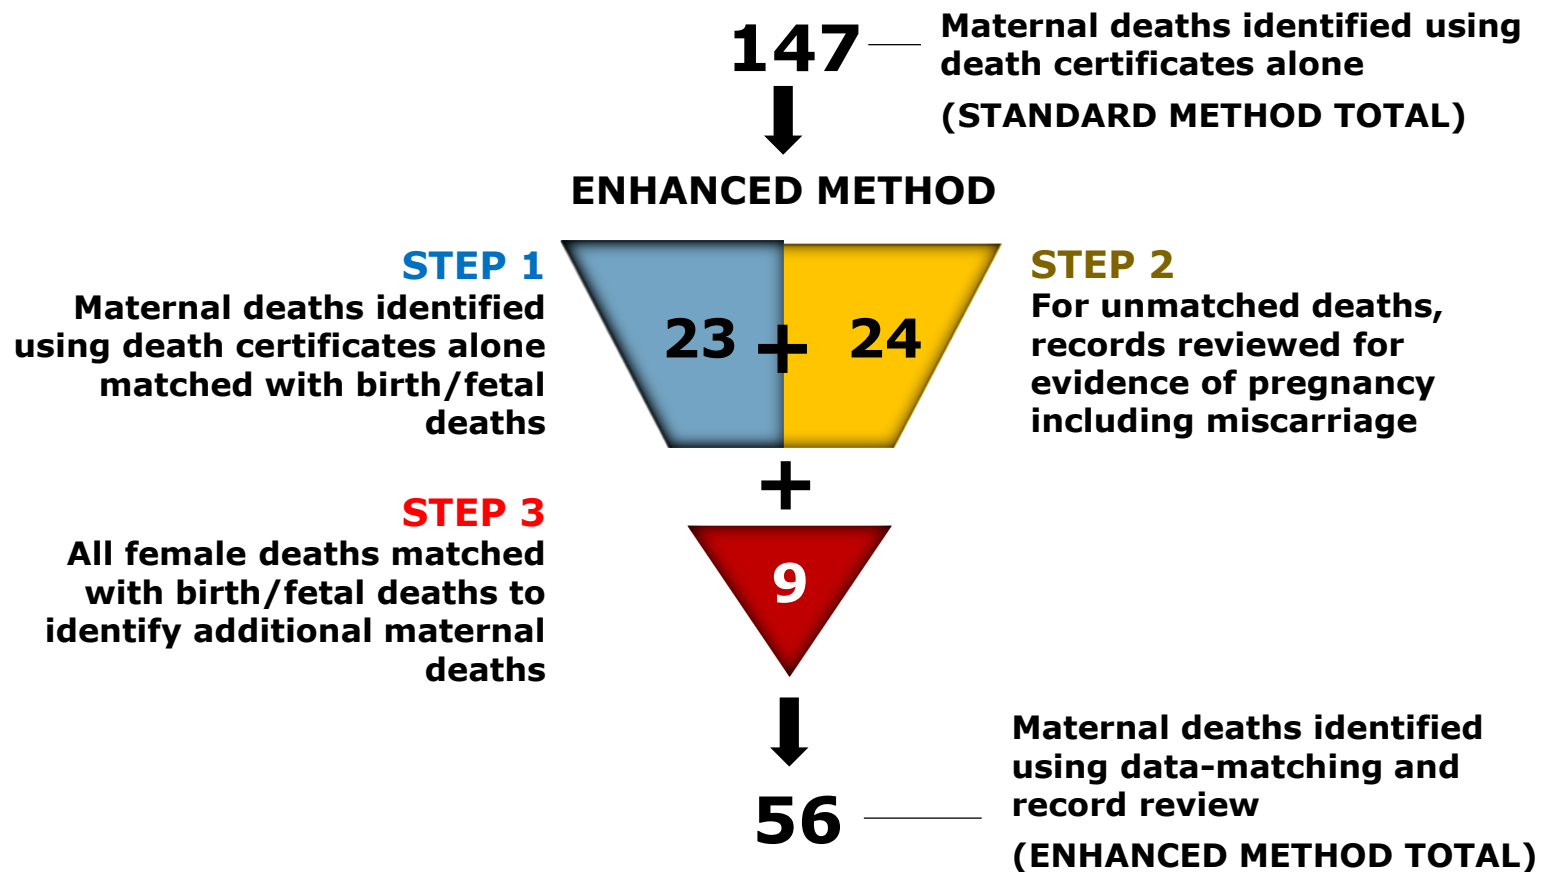 147
Maternal deaths identified using
death certificates alone
(STANDARD METHOD TOTAL)
ENHANCED METHOD
STEP 1
Maternal deaths identified
using death certificates alone
matched with birth/fetal
deaths
23 + 24
STEP 2
For unmatched deaths,
records reviewed for
evidence of pregnancy
including miscarriage
+
STEP 3
All female deaths matched
with birth/fetal deaths to
identify additional maternal
deaths
9
56
Maternal deaths identified
using data-matching and
record review
(ENHANCED METHOD TOTAL)